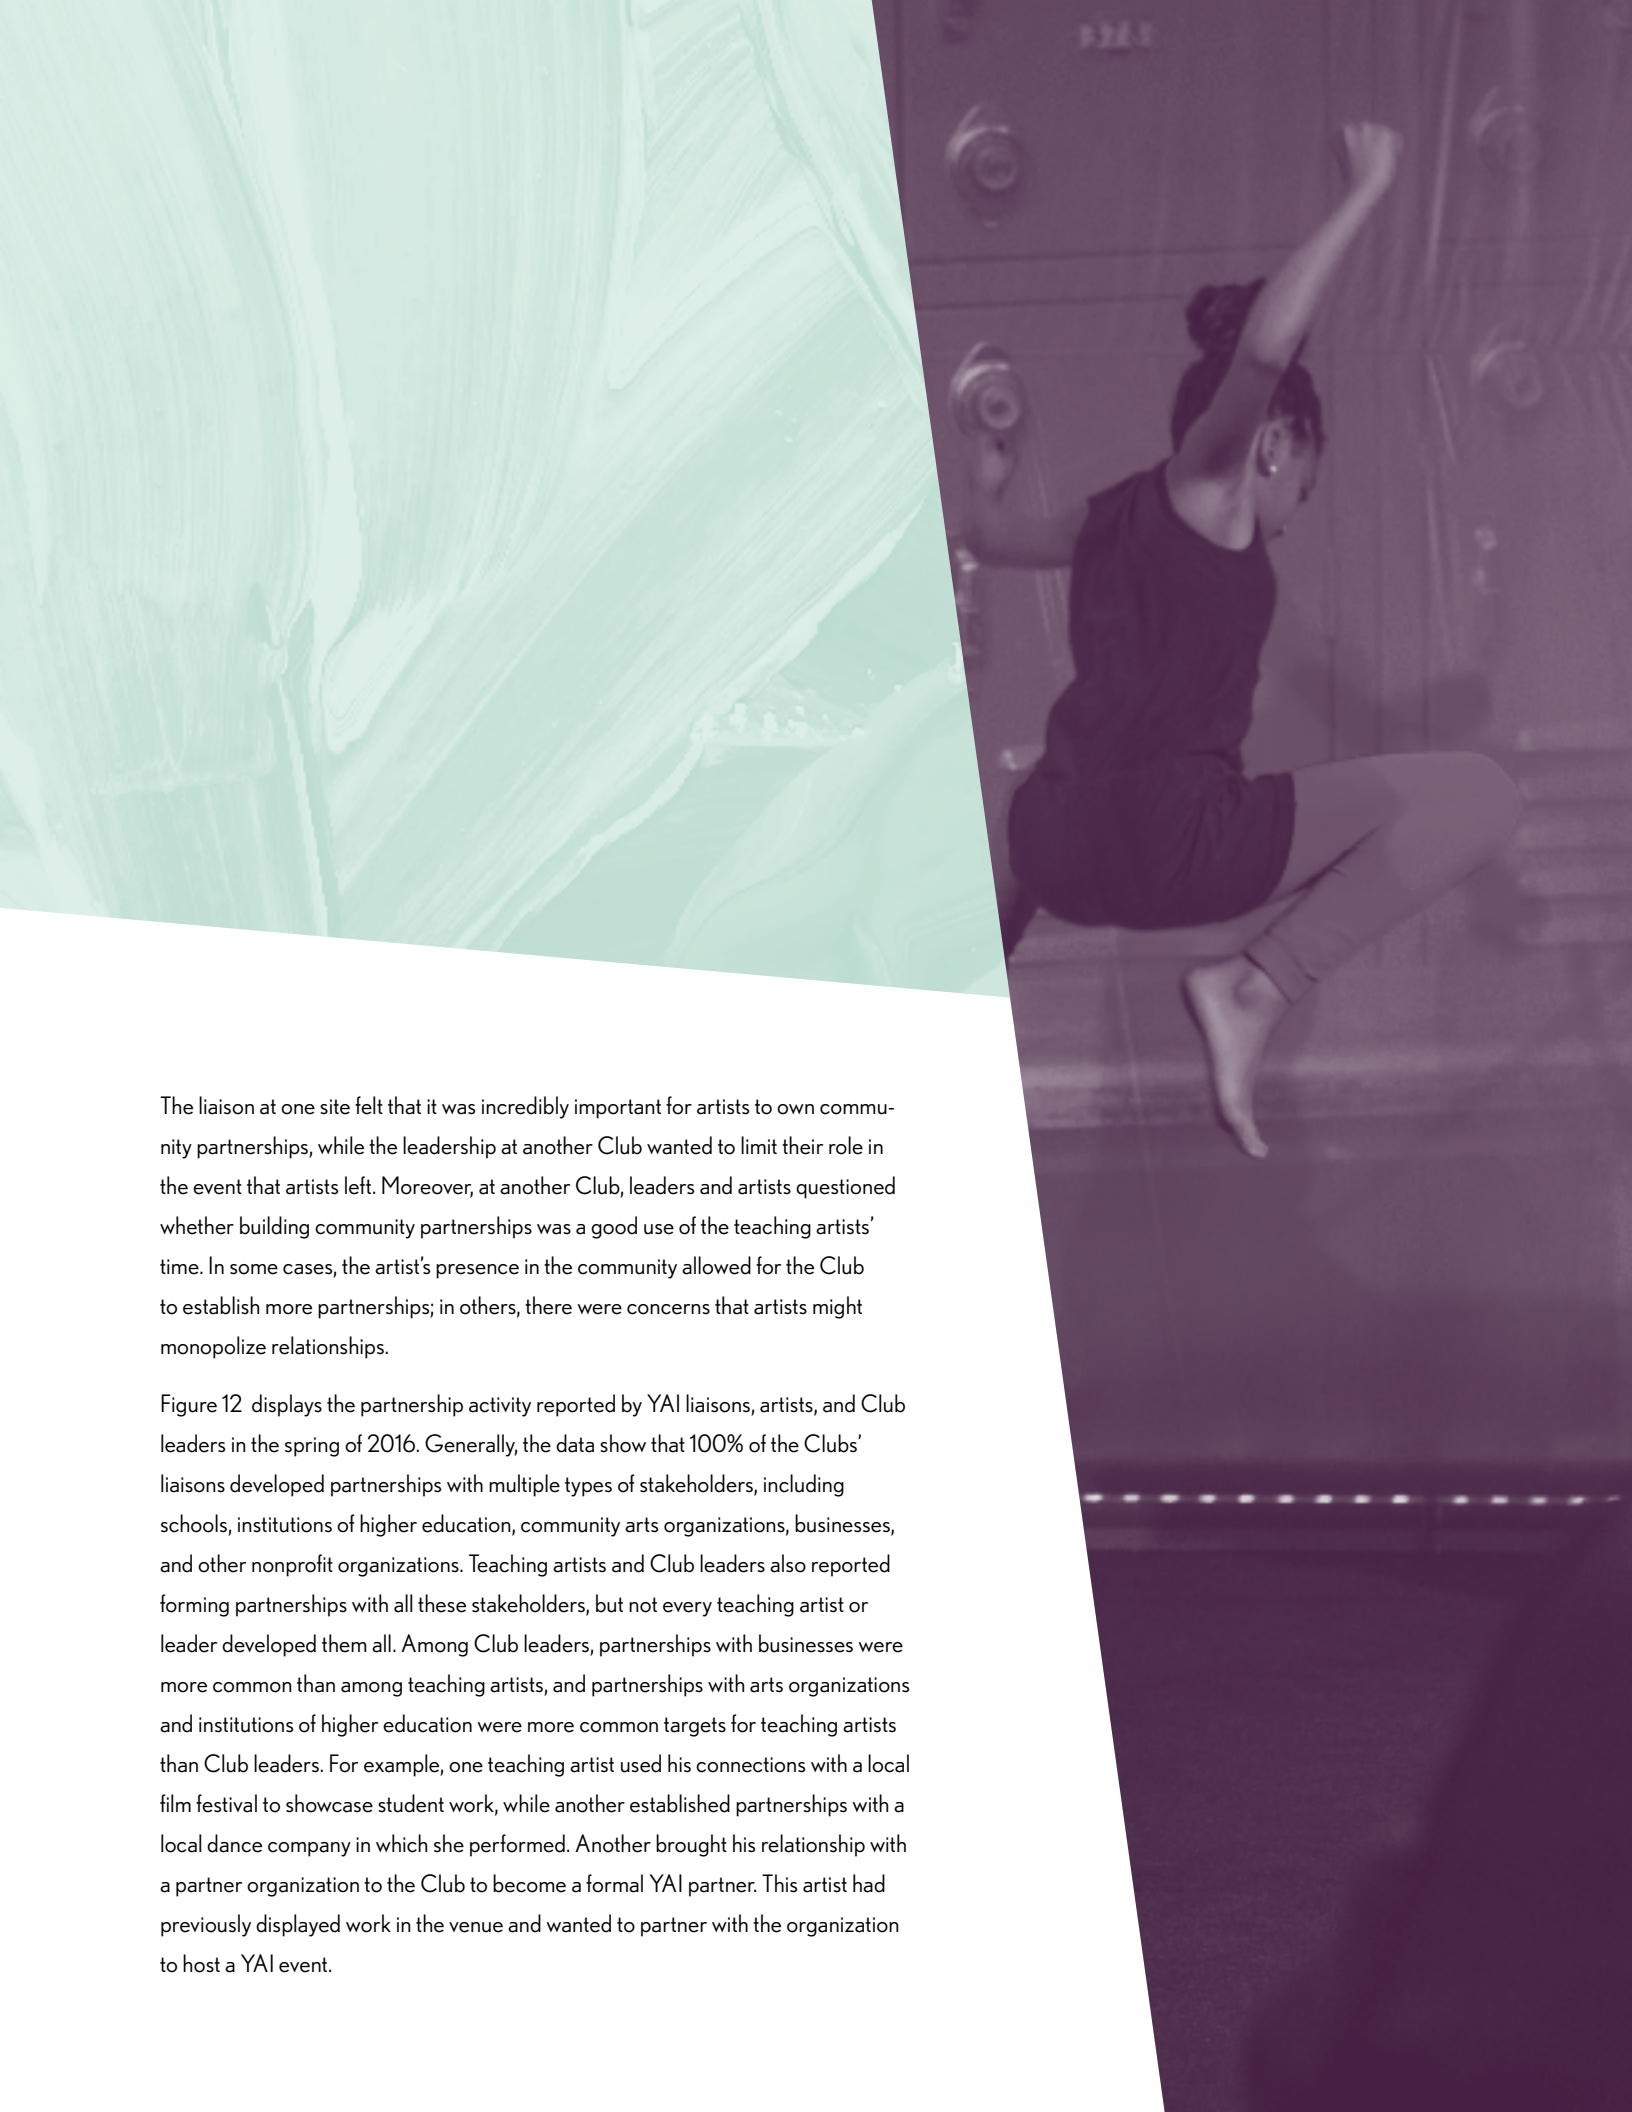 The liaison at one site felt that it was incredibly important for artists to own commu-
nity partnerships, while the leadership at another Club wanted to limit their role in
the event that artists left. Moreover, at another Club, leaders and artists questioned
whether building community partnerships was a good use of the teaching artists’
time. In some cases, the artist’s presence in the community allowed for the Club
to establish more partnerships; in others, there were concerns that artists might
monopolize relationships.
Figure 12 displays the partnership activity reported by YAI liaisons, artists, and Club
leaders in the spring of 2016. Generally, the data show that 100% of the Clubs’
liaisons developed partnerships with multiple types of stakeholders, including
schools, institutions of higher education, community arts organizations, businesses,
and other nonprofit organizations. Teaching artists and Club leaders also reported
forming partnerships with all these stakeholders, but not every teaching artist or
leader developed them all. Among Club leaders, partnerships with businesses were
more common than among teaching artists, and partnerships with arts organizations
and institutions of higher education were more common targets for teaching artists
than Club leaders. For example, one teaching artist used his connections with a local
film festival to showcase student work, while another established partnerships with a
local dance company in which she performed. Another brought his relationship with
a partner organization to the Club to become a formal YAI partner. This artist had
previously displayed work in the venue and wanted to partner with the organization
to host a YAI event.